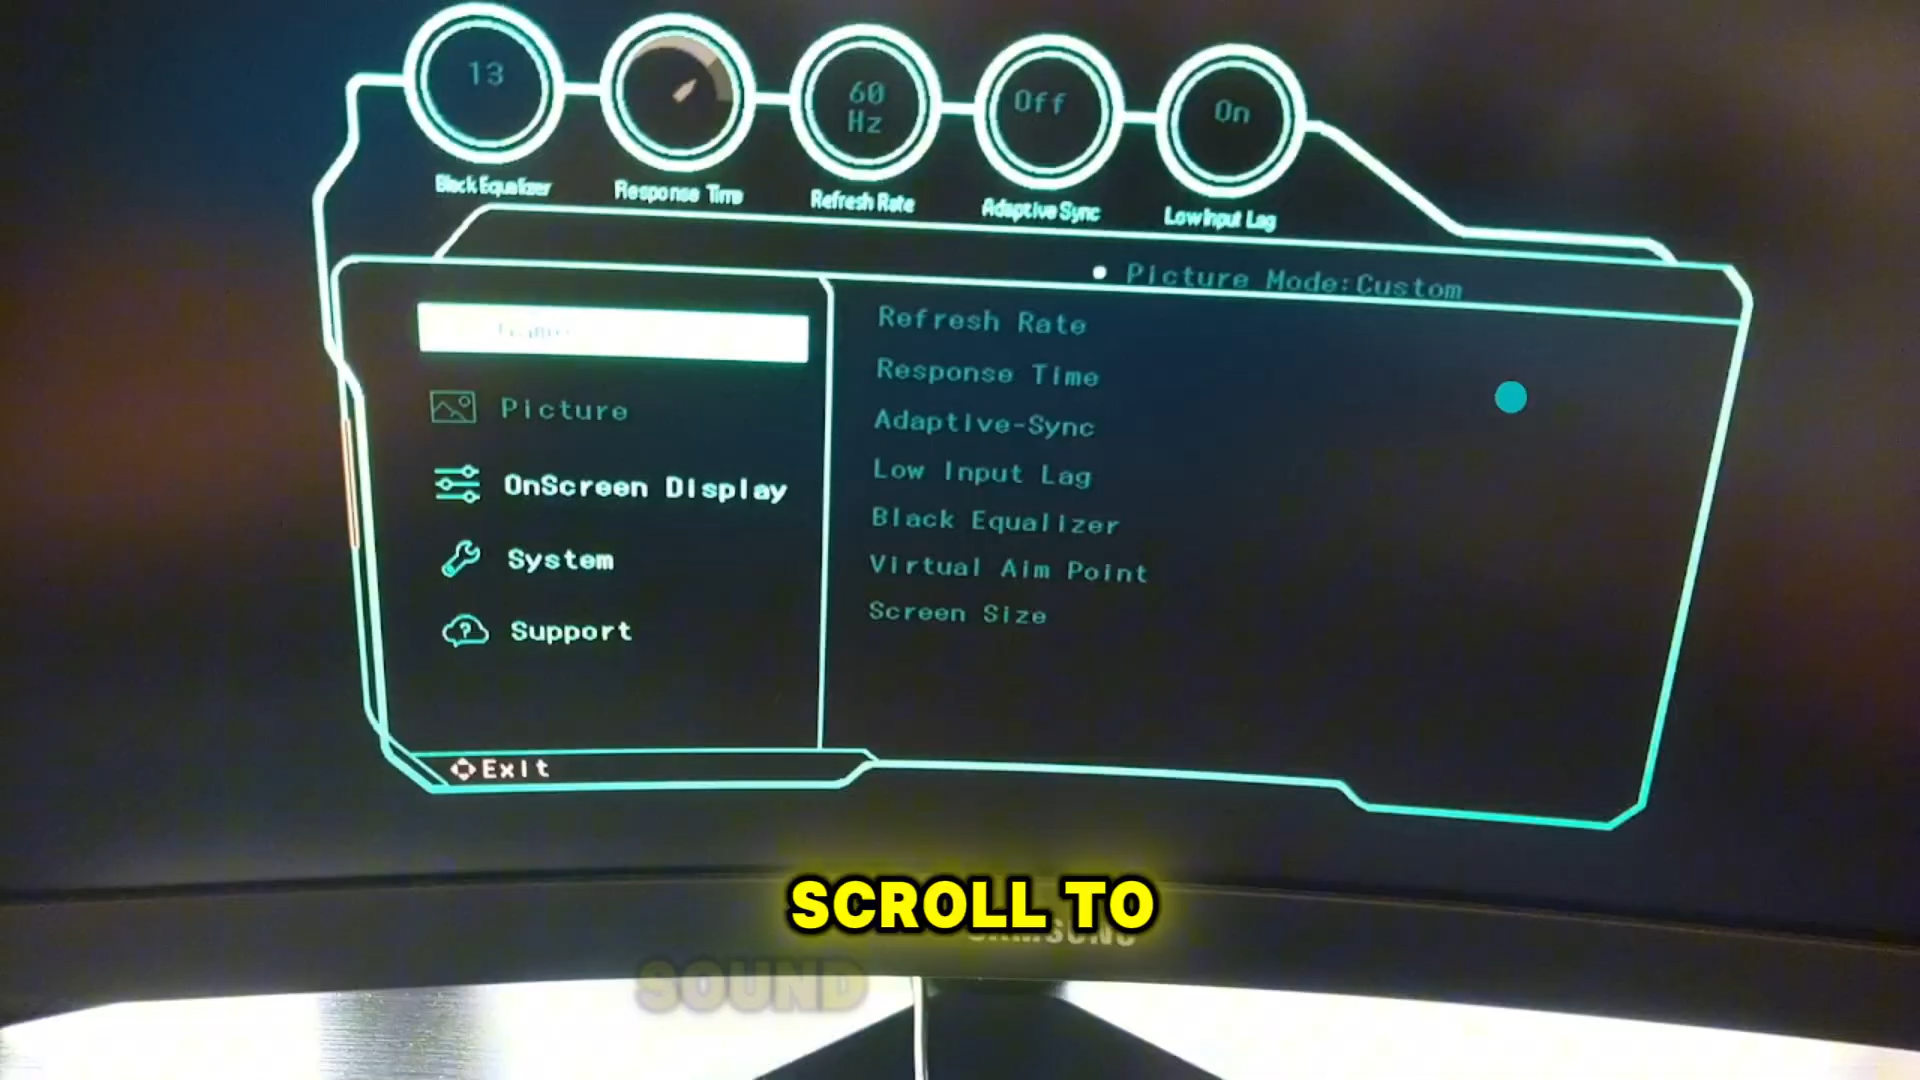 13
60
Hz
Off
On
Black Equalizer
Response Time
Refresh Rate
Adaptive Sync
Low Input Lag
Picture Mode:Custom
Picture
OnScreen Display
System
Support
Exit
Refresh Rate
Response Time
Adaptive-Sync
Low Input Lag
Black Equalizer
Virtual Aim Point
Screen Size
SCROLL TO
SAMSUNG
SOUND